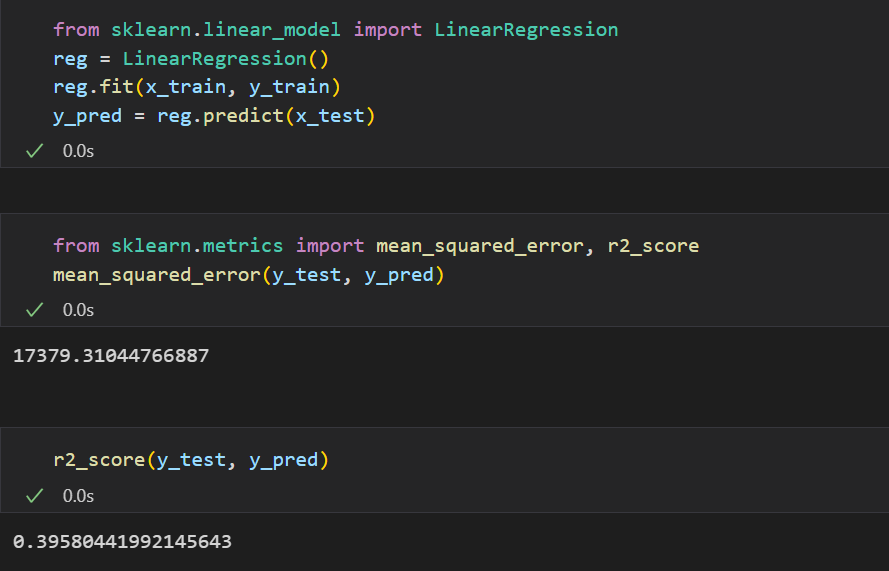 from sklearn.linear_model import LinearRegression
reg = LinearRegression()
reg.fit(x_train, y_train)
y_pred = reg.predict(x_test)
0.0s
from sklearn.metrics import mean_squared_error, r2_score
mean_squared_error(y_test, y_pred)
0.0s
17379.31044766887
r2_score(y_test, y_pred)
0.0s
0.39580441992145643